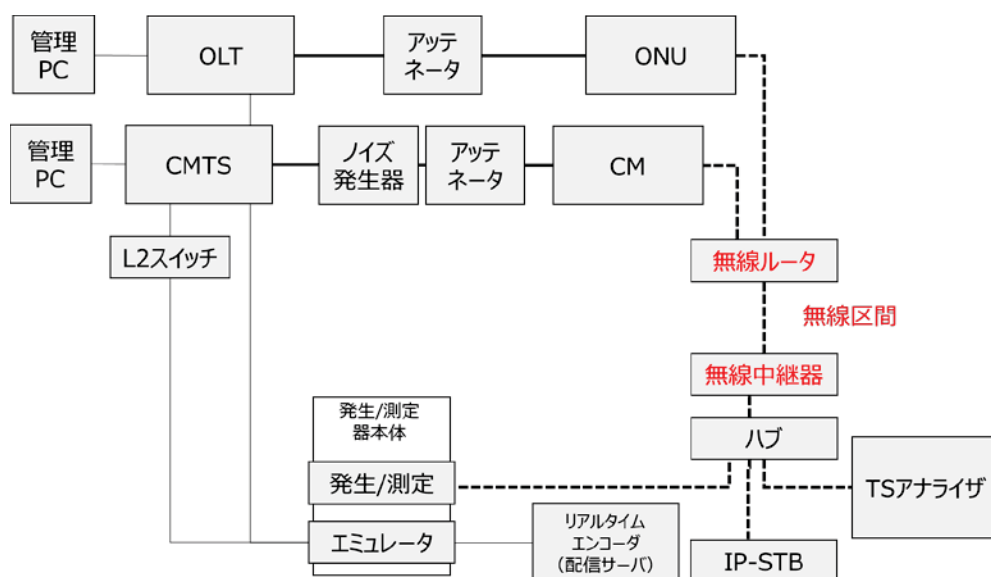 管理
PC
OLT
アッテ
ネータ
ONU
管理
PC
CMTS
ノイズ
発生器
アッテ
ネータ
CM
L2スイッチ
無線ルータ
無線区間
無線中継器
発生/測定
器本体
ハブ
発生/測定
TSアナライザ
エミュレータ
リアルタイム
エンコーダ
（配信サーバ）
IP-STB